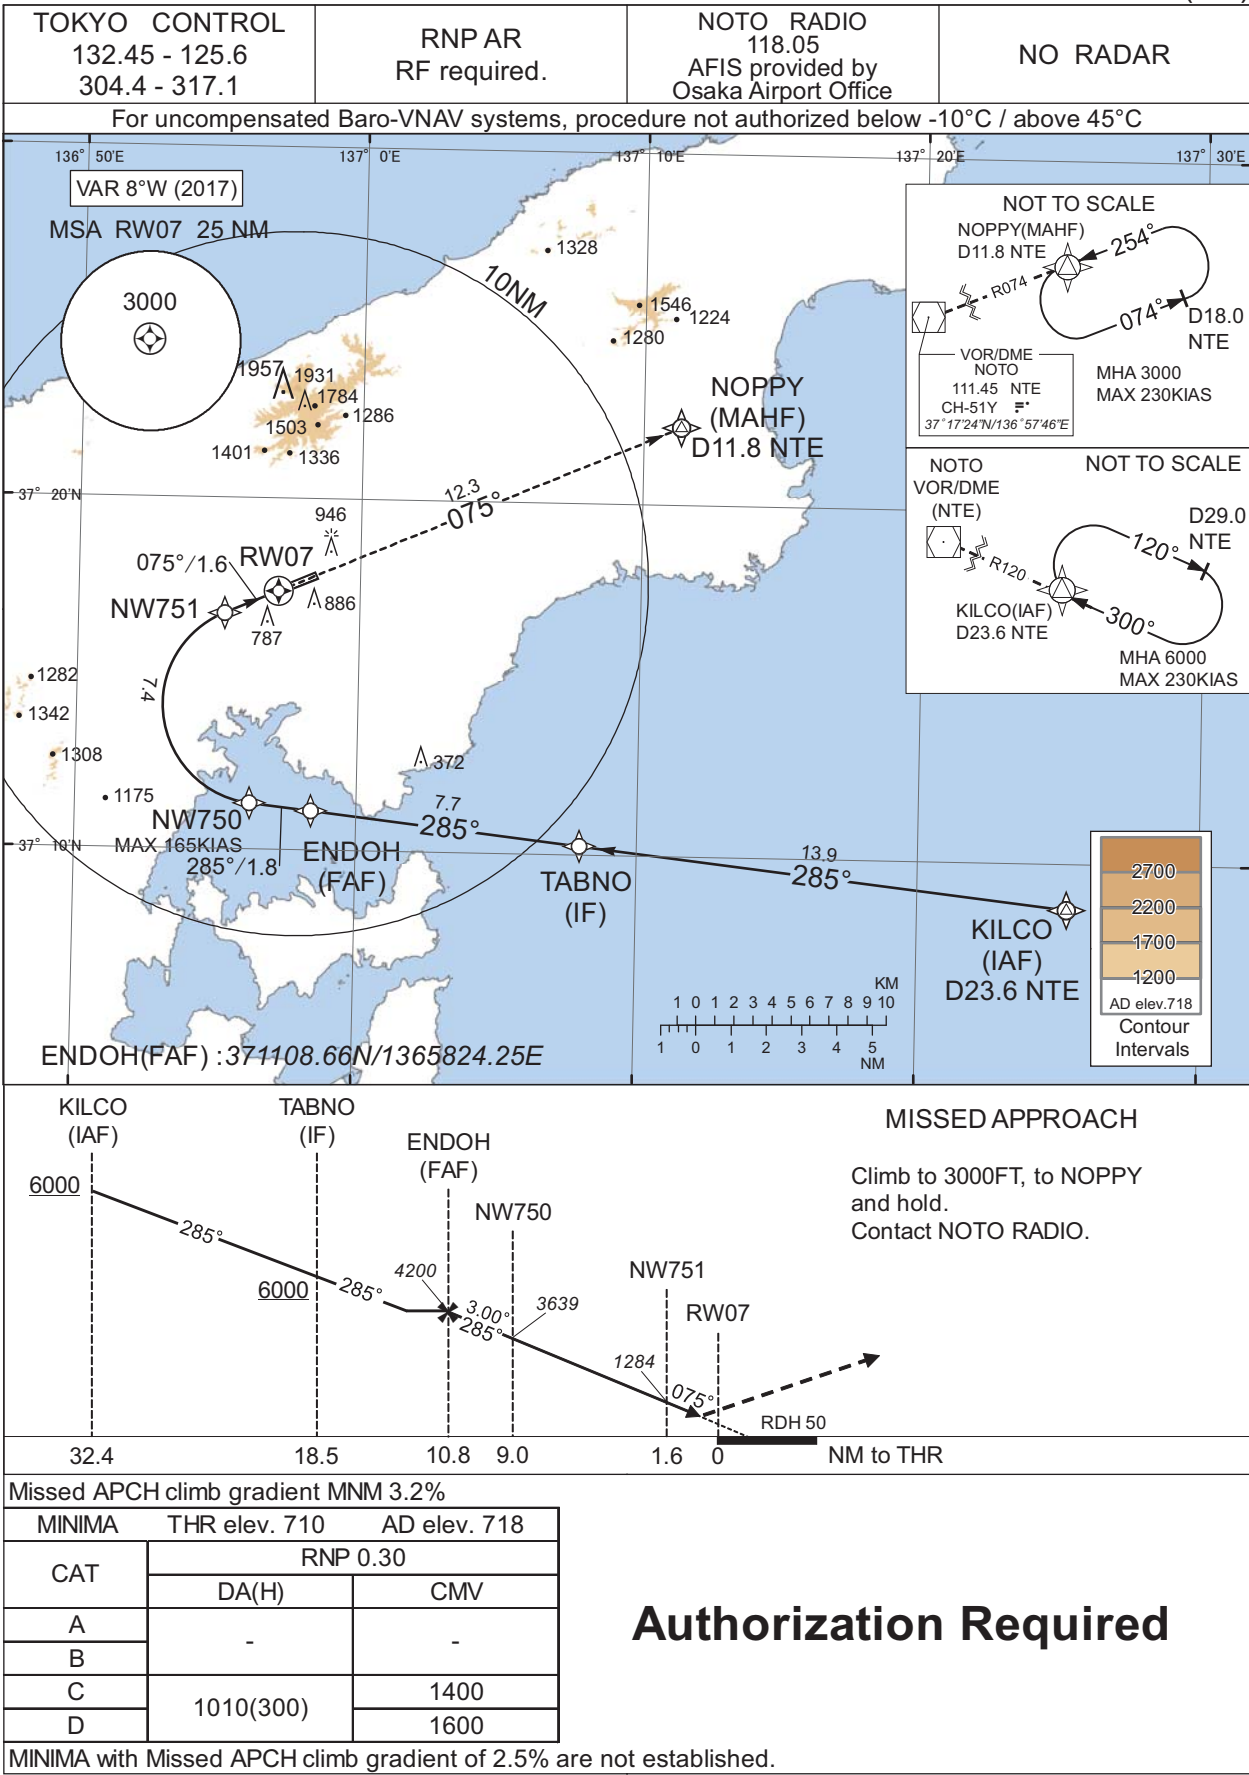 TOKYO CONTROL
132.45 - 125.6
304.4 - 317.1
RNP AR
RF required.
NOTO RADIO
118.05
AFIS provided by
Osaka Airport Office
NO RADAR
For uncompensated Baro-VNAV systems, procedure not authorized below -10°C / above 45°C
136° 50'E
137° 0'E
137° 10'E
137° 20'E
137° 30'E
VAR 8°W (2017)
MSA RW07 25 NM
3000
10NM
1328
1546
1224
1280
1957
1931
1784
1286
1503
1401
1336
NOPPY
(MAHF)
D11.8 NTE
37° 20'N
12.3
075°
946
RW07
075°/1.6
NW751
886
787
7.4
1282
1342
1308
1175
372
NW750
MAX 165KIAS
37° 10'N
285°/1.8
ENDOH
(FAF)
7.7
285°
TABNO
(IF)
13.9
285°
KILCO
(IAF)
D23.6 NTE
NOT TO SCALE
NOPPY(MAHF)
D11.8 NTE
254°
R074
074°
D18.0
NTE
VOR/DME
NOTO
111.45 NTE
CH-51Y
37°17'24"N/136°57'46"E
MHA 3000
MAX 230KIAS
NOTO
VOR/DME
(NTE)
NOT TO SCALE
D29.0
NTE
120°
R120
KILCO(IAF)
D23.6 NTE
300°
MHA 6000
MAX 230KIAS
2700
2200
1700
1200
AD elev.718
Contour
Intervals
KM
1 0 1 2 3 4 5 6 7 8 9 10
1 0 1 2 3 4 5
NM
ENDOH(FAF) :371108.66N/1365824.25E
KILCO
(IAF)
TABNO
(IF)
ENDOH
(FAF)
NW750
NW751
RW07
6000
285°
6000
285°
4200
3.00°
285°
3639
1284
075°
RDH 50
32.4
18.5
10.8
9.0
1.6
0
NM to THR
MISSED APPROACH
Climb to 3000FT, to NOPPY
and hold.
Contact NOTO RADIO.
Missed APCH climb gradient MNM 3.2%
MINIMA THR elev. 710 AD elev. 718
CAT
RNP 0.30
DA(H) CMV
A
B
- -
C
D
1010(300)
1400
1600
MINIMA with Missed APCH climb gradient of 2.5% are not established.
Authorization Required